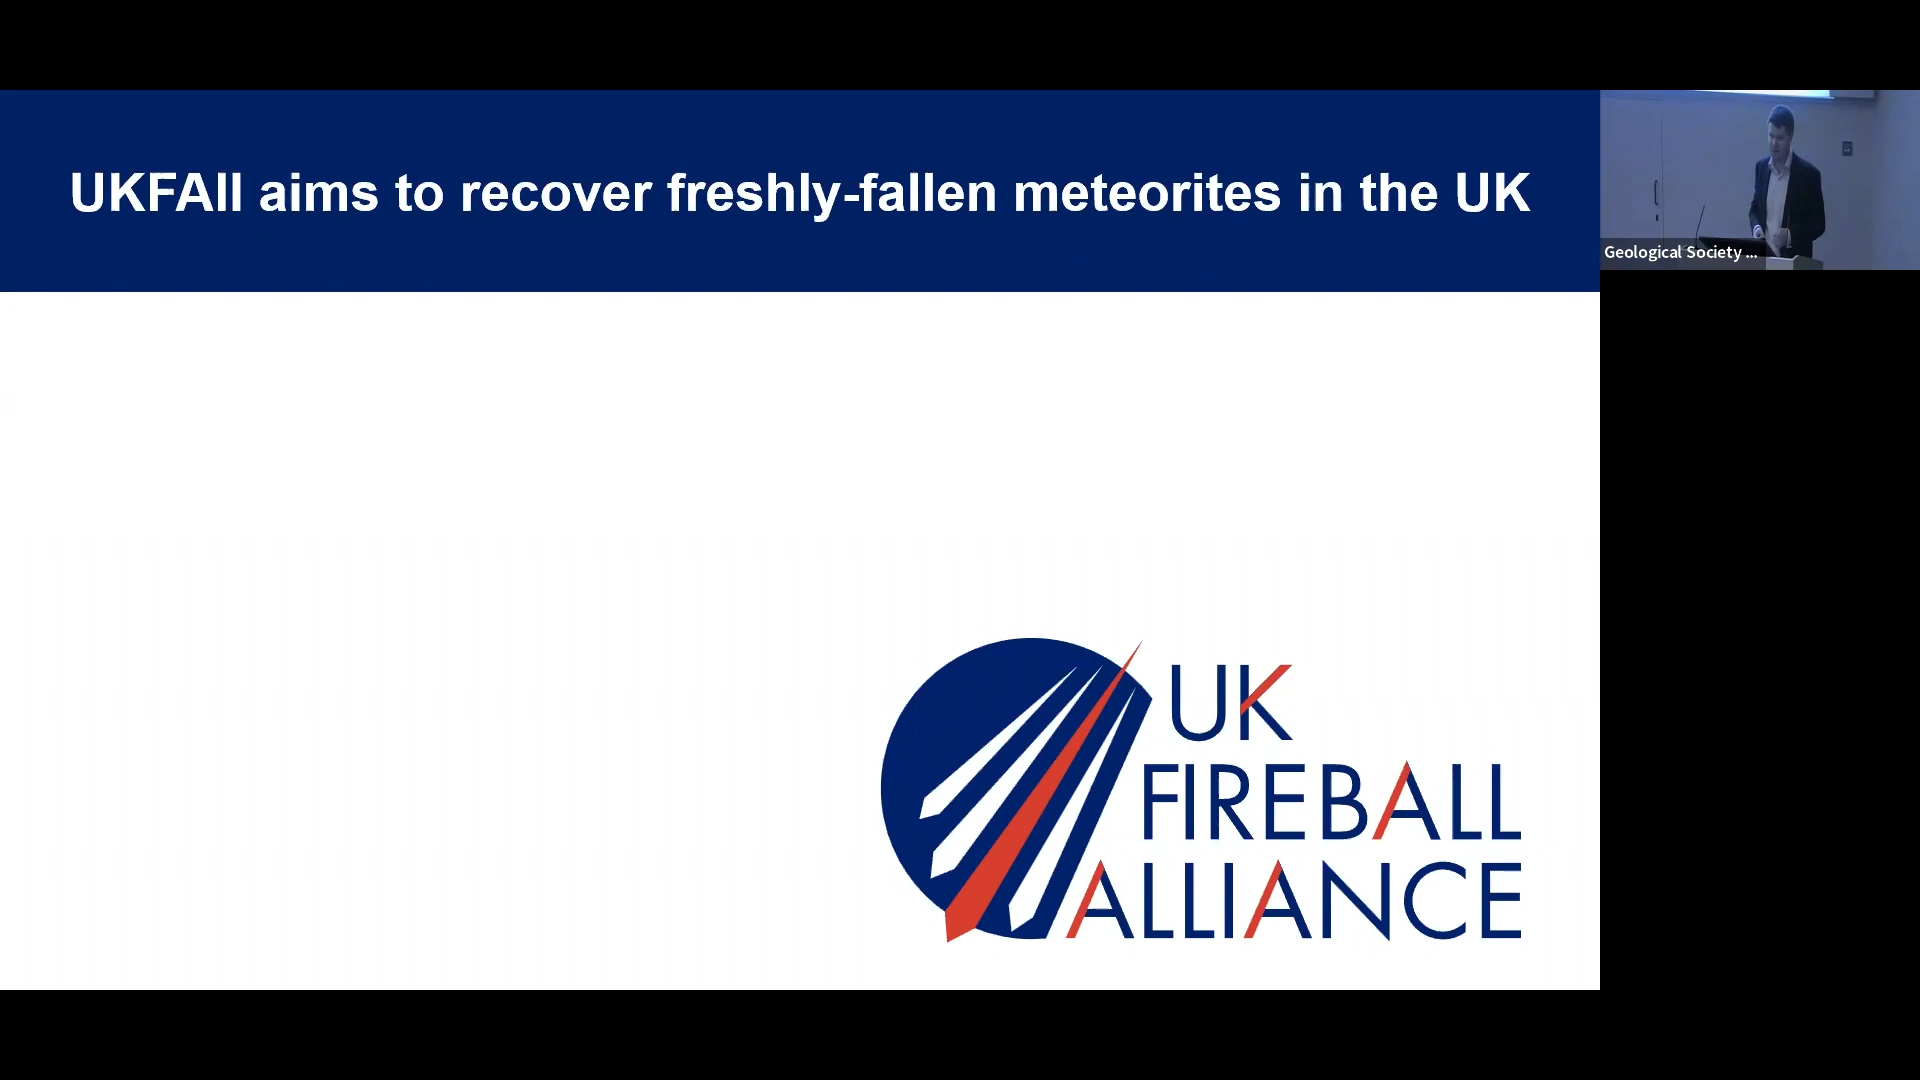 UKFAll aims to recover freshly-fallen meteorites in the UK
Geological Society ...
UK
FIREBALL
ALLIANCE